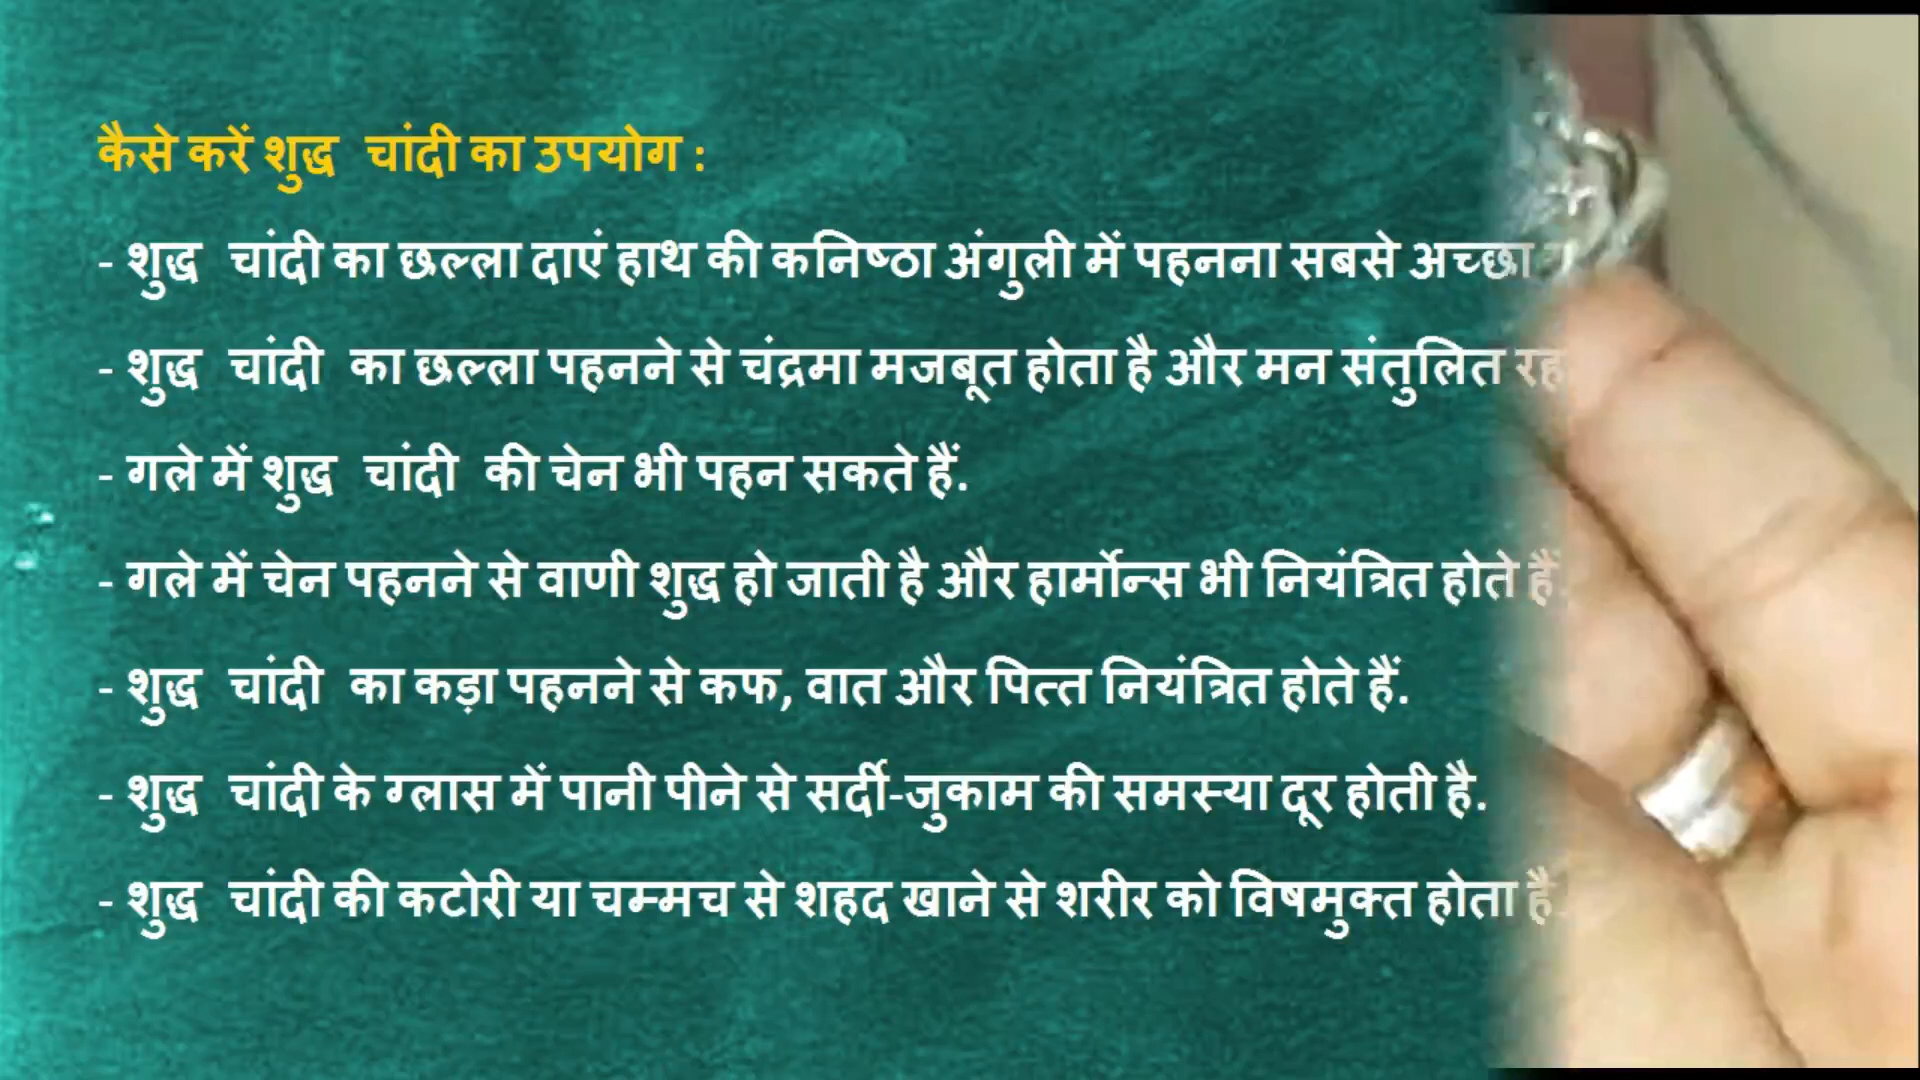 कैसे करें शुद्ध चांदी का उपयोग :
- शुद्ध चांदी का छल्ला दाएं हाथ की कनिष्ठा अंगुली में पहनना सबसे अच्छा
- शुद्ध चांदी का छल्ला पहनने से चंद्रमा मजबूत होता है और मन संतुलित रह
- गले में शुद्ध चांदी की चेन भी पहन सकते हैं.
- गले में चेन पहनने से वाणी शुद्ध हो जाती है और हार्मोन्स भी नियंत्रित होते हैं.
- शुद्ध चांदी का कड़ा पहनने से कफ, वात और पित्त नियंत्रित होते हैं.
- शुद्ध चांदी के ग्लास में पानी पीने से सर्दी-जुकाम की समस्या दूर होती है.
- शुद्ध चांदी की कटोरी या चम्मच से शहद खाने से शरीर को विषमुक्त होता है.